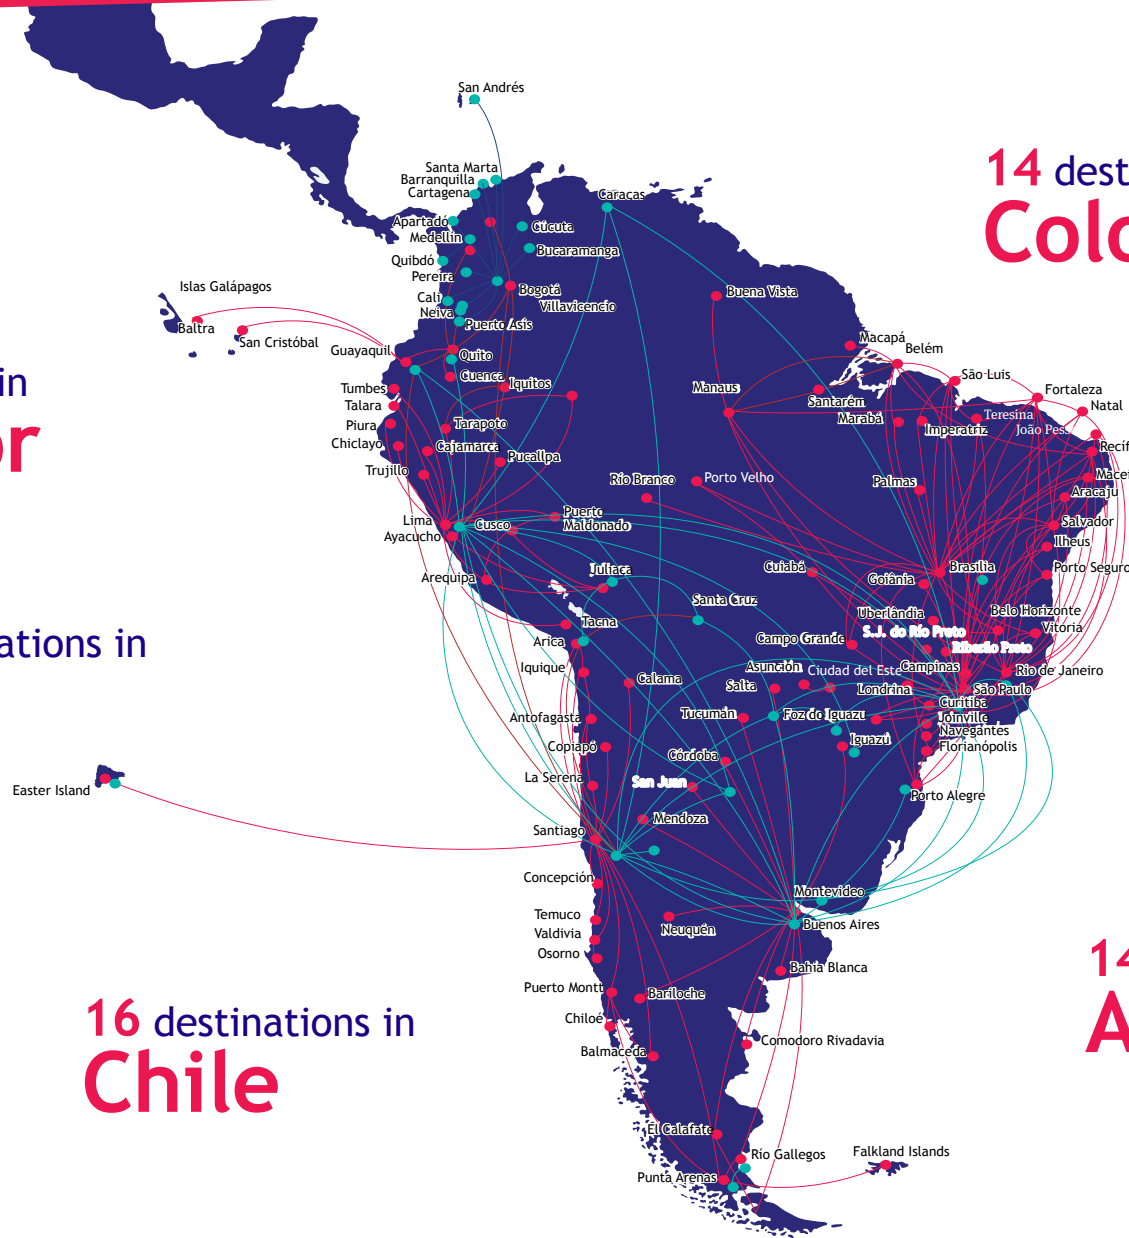 San Andrés
Santa Marta
Barranquilla
Cartagena
Caracas
14 dest
Colo
Apartadó
Cúcuta
Medellin
Bucaramanga
Quibdó
Pereira
Bogotá
Islas Galápagos
Buena Vista
Cali
Villavicencio
Neiva
Puerto Asís
Baltra
San Cristóbal
Macapá
Guayaquil
Quito
Belém
in
Cuenca
Iquitos
São Luis
Tumbes
Manaus
Fortaleza
Talara
Santarém
Natal
or
Piura
Tarapoto
Marabá
Imperatriz
Teresina
João Pess
Chiclayo
Cajamarca
Pucallpa
Recif
Trujillo
Río Branco
Porto Velho
Palmas
Macei
Aracaju
Lima
Cusco
Puerto
Maldonado
Salvador
Ayacucho
Ilheus
Arequipa
Juliaca
Cuiabá
Goiânia
Brasilia
Porto Seguro
Santa Cruz
Uberlândia
Belo Horizonte
Tacna
S.J. do Rio Preto
Vitoria
ations in
Arica
Campo Grande
Riberão Preto
Iquique
Calama
Asunción
Ciudad del Este
Campinas
Rio de Janeiro
Salta
Londrina
São Paulo
Antofagasta
Tucumán
Foz do Iguazu
Curitiba
Joinville
Navegantes
Copiapó
Córdoba
Iguazú
Florianópolis
Easter Island
La Serena
San Juan
Porto Alegre
Santiago
Mendoza
Concepción
Montevideo
Temuco
Neuquén
Buenos Aires
Valdivia
Osorno
Bahía Blanca
14
A
Puerto Montt
Bariloche
16 destinations in
Chile
Chiloé
Balmaceda
Comodoro Rivadavia
El Calafate
Río Gallegos
Falkland Islands
Punta Arenas